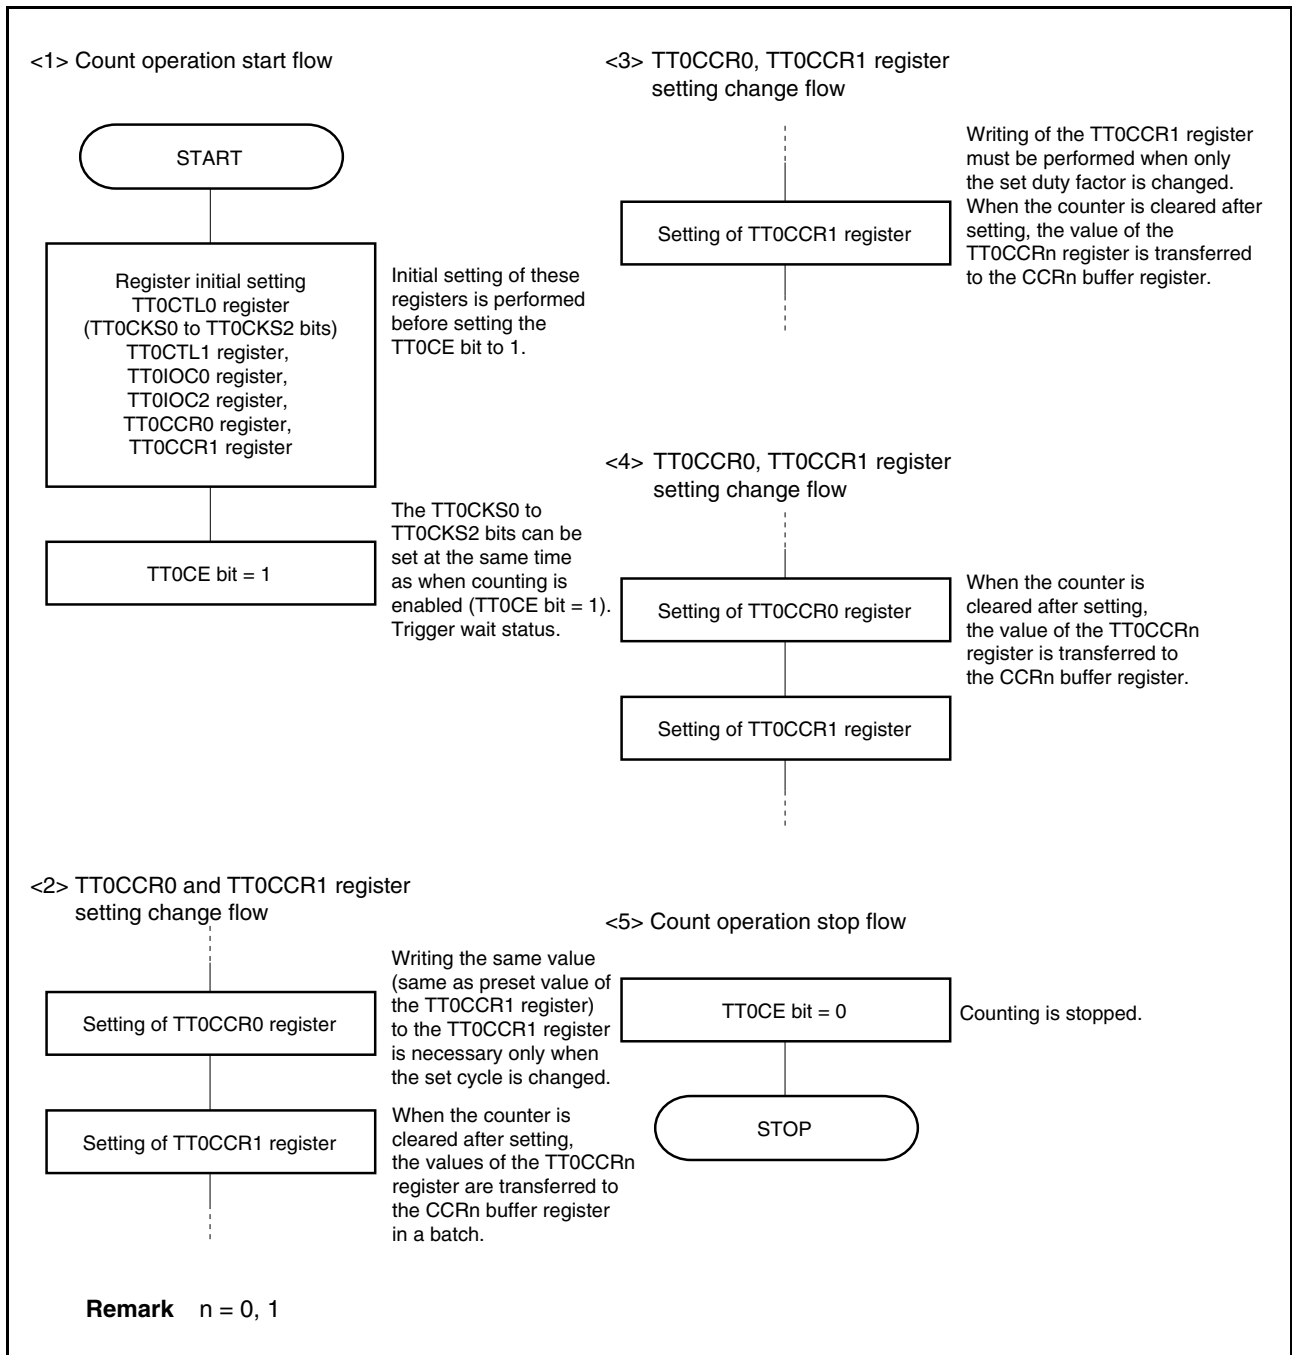 <1> Count operation start flow
START
Register initial setting
TT0CTL0 register
(TT0CKS0 to TT0CKS2 bits)
TT0CTL1 register,
TT0IOC0 register,
TT0IOC2 register,
TT0CCR0 register,
TT0CCR1 register
Initial setting of these
registers is performed
before setting the
TT0CE bit to 1.
TT0CE bit = 1
The TT0CKS0 to
TT0CKS2 bits can be
set at the same time
as when counting is
enabled (TT0CE bit = 1).
Trigger wait status.
<2> TT0CCR0 and TT0CCR1 register
setting change flow
Setting of TT0CCR0 register
Writing the same value
(same as preset value of
the TT0CCR1 register)
to the TT0CCR1 register
is necessary only when
the set cycle is changed.
Setting of TT0CCR1 register
When the counter is
cleared after setting,
the values of the TT0CCRn
register are transferred to
the CCRn buffer register
in a batch.
<3> TT0CCR0, TT0CCR1 register
setting change flow
Setting of TT0CCR1 register
Writing of the TT0CCR1 register
must be performed when only
the set duty factor is changed.
When the counter is cleared after
setting, the value of the
TT0CCRn register is transferred
to the CCRn buffer register.
<4> TT0CCR0, TT0CCR1 register
setting change flow
Setting of TT0CCR0 register
When the counter is
cleared after setting,
the value of the TT0CCRn
register is transferred to
the CCRn buffer register.
Setting of TT0CCR1 register
<5> Count operation stop flow
TT0CE bit = 0
Counting is stopped.
STOP
Remark n = 0, 1